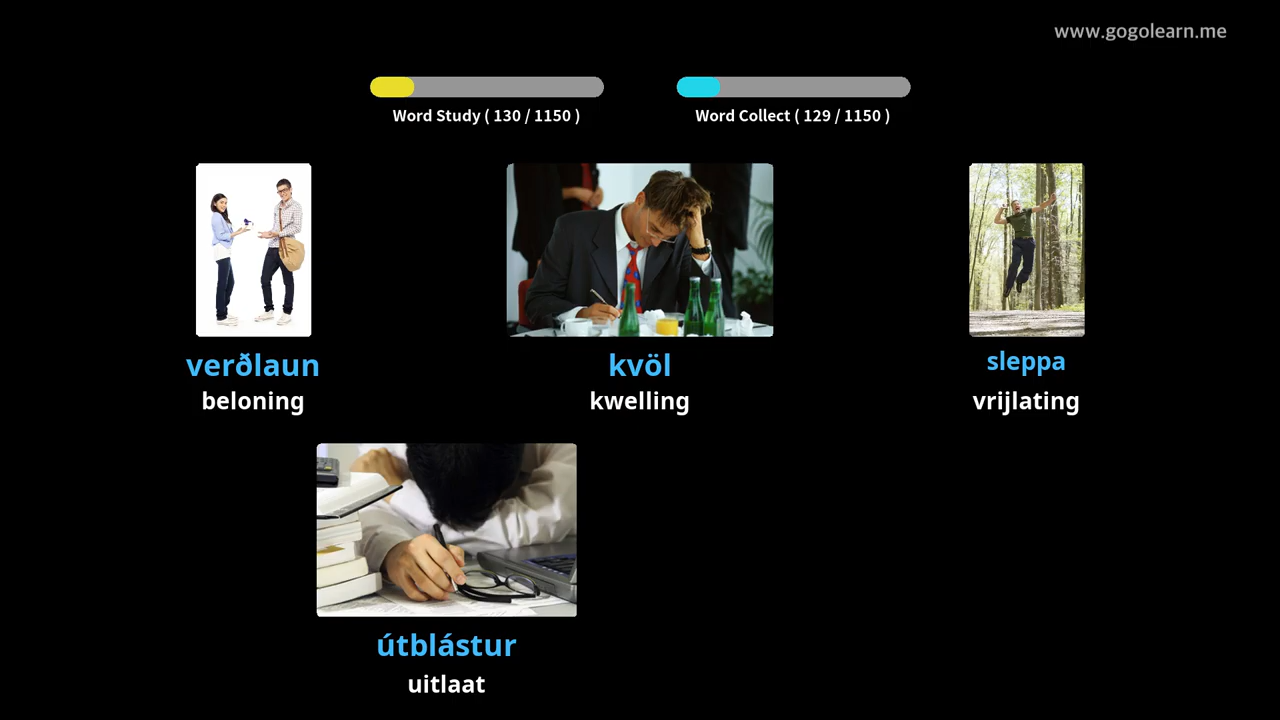 www.gogolearn.me
Word Study ( 130 / 1150 )
Word Collect ( 129 / 1150 )
verðlaun
beloning
kvöl
kwelling
sleppa
vrijlating
útblástur
uitlaat